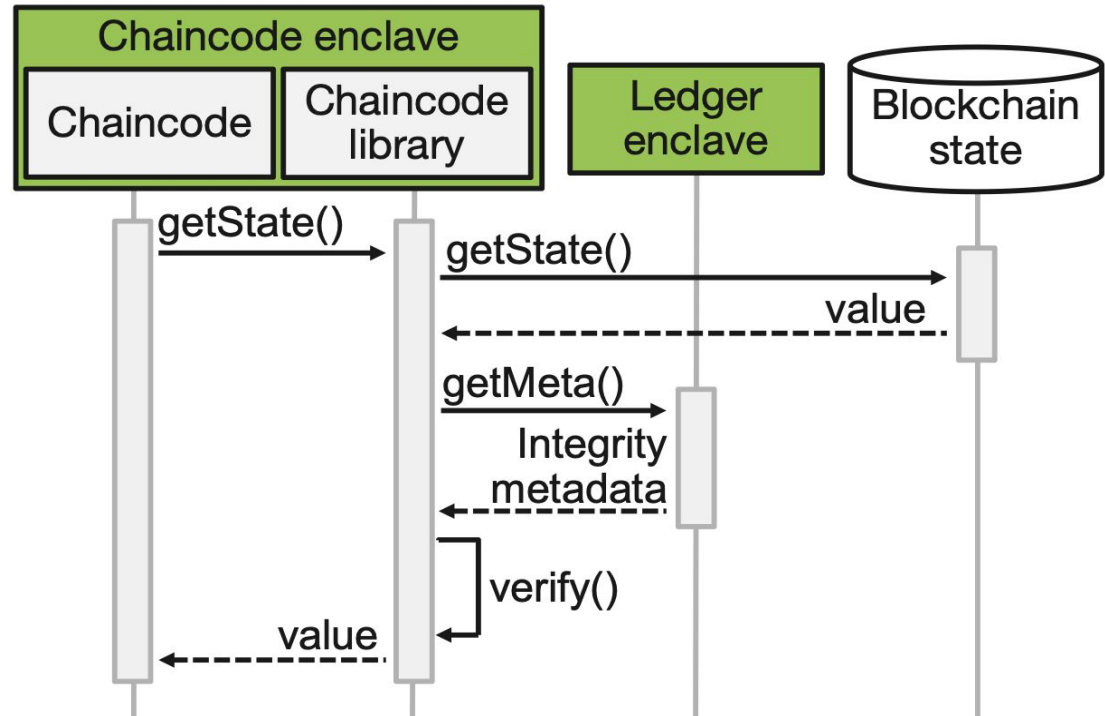 Chaincode enclave
Chaincode
Chaincode
library
Ledger
enclave
Blockchain
state
getState()
getState()
value
getMeta()
Integrity
metadata
verify()
value